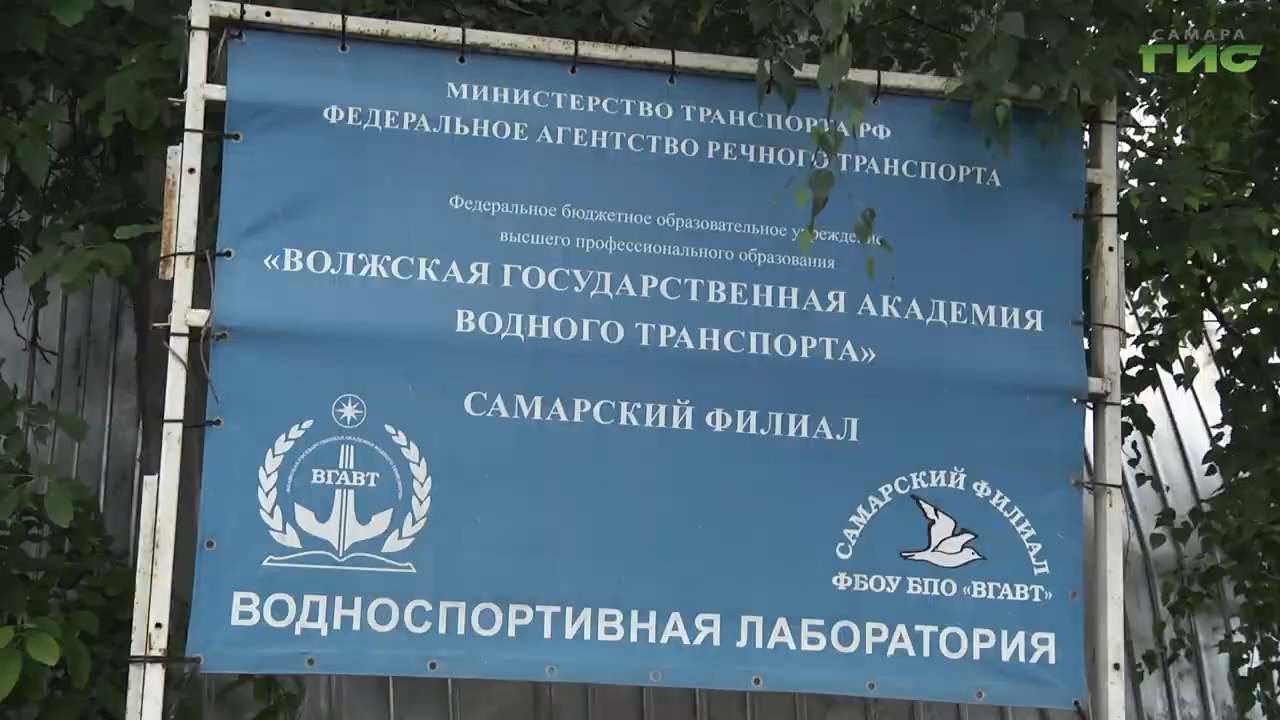 САМАРА
ГИС
МИНИСТЕРСТВО ТРАНСПОРТА РФ
ФЕДЕРАЛЬНОЕ АГЕНТСТВО РЕЧНОГО ТРАНСПОРТА
Федеральное бюджетное образовательное учреждение
высшего профессионального образования
«ВОЛЖСКАЯ ГОСУДАРСТВЕННАЯ АКАДЕМИЯ
ВОДНОГО ТРАНСПОРТА»
САМАРСКИЙ ФИЛИАЛ
ВГАВТ
САМАРСКИЙ ФИЛИАЛ
ФБОУ БПО «ВГАВТ»
ВОДНОСПОРТИВНАЯ ЛАБОРАТОРИЯ